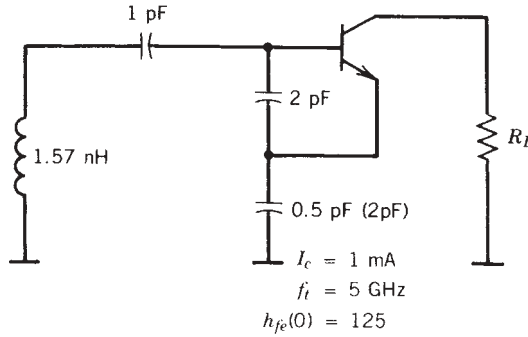 1 pF
2 pF
1.57 nH
R
0.5 pF (2pF)
I_c = 1 mA
f_t = 5 GHz
h_fe(0) = 125